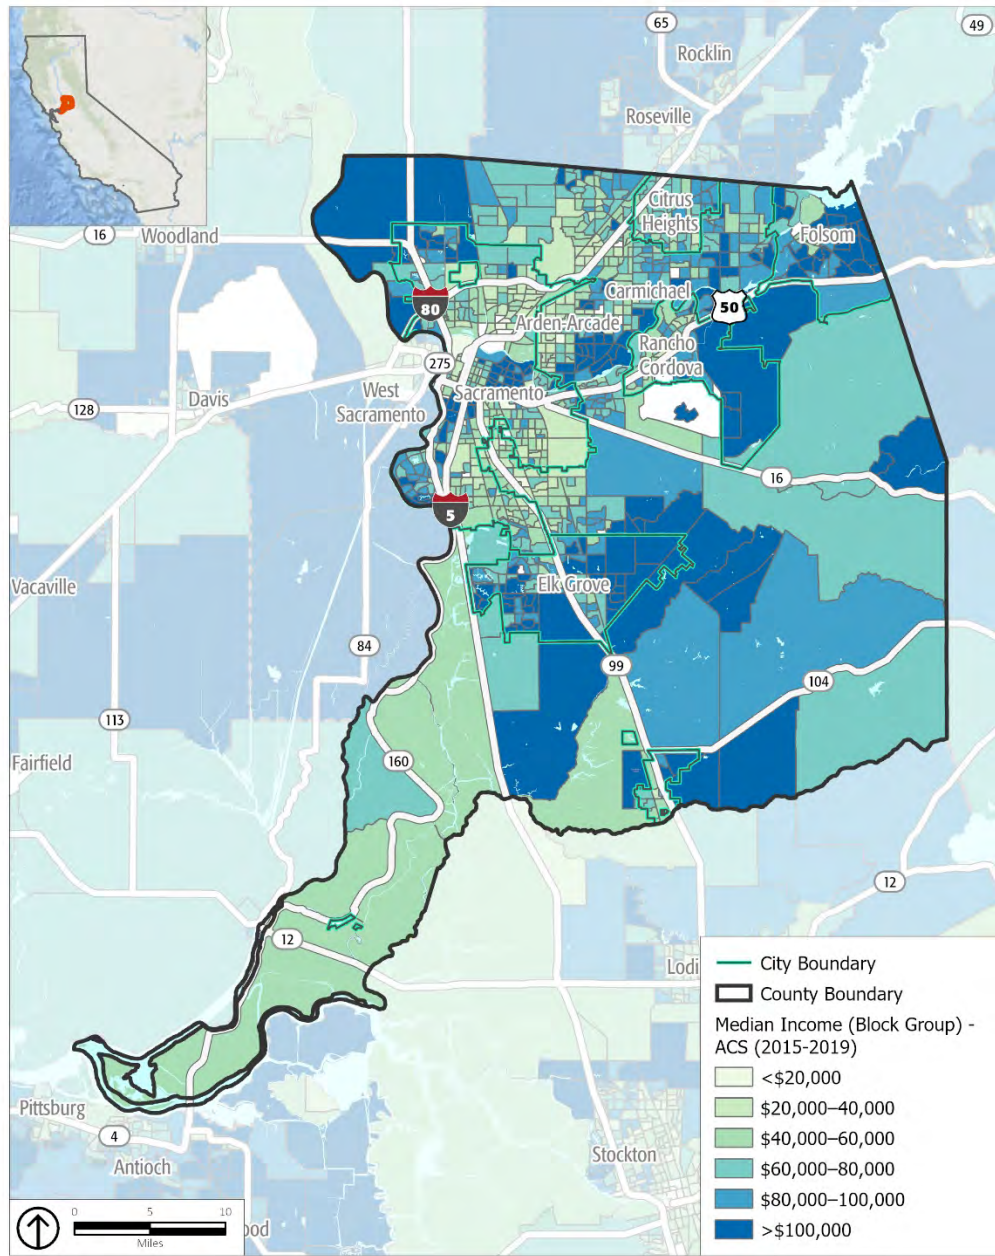 65
49
Rocklin
Roseville
16
Woodland
Citrus
Heights
Folsom
80
Carmichael
50
Arden-Arcade
Rancho
Cordova
275
128
Davis
West
Sacramento
Sacramento
16
5
Vacaville
Elk Grove
84
99
104
113
160
Fairfield
12
12
Lodi
Pittsburg
4
Antioch
Stockton
City Boundary
County Boundary
Median Income (Block Group) -
ACS (2015-2019)
<$20,000
$20,000–40,000
$40,000–60,000
$60,000–80,000
$80,000–100,000
>$100,000
0 5 10
Miles
ood